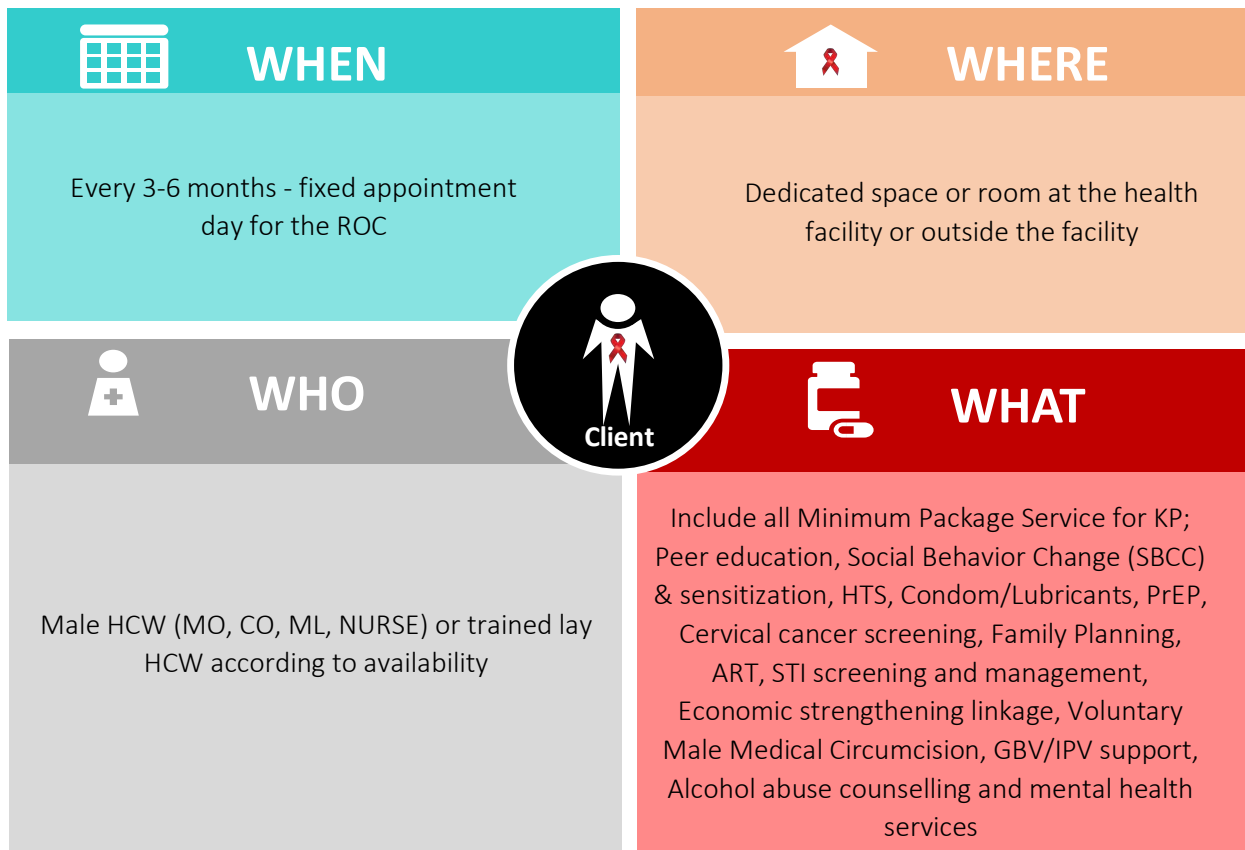 WHEN
Every 3-6 months - fixed appointment
day for the ROC
WHERE
Dedicated space or room at the health
facility or outside the facility
Client
WHO
Male HCW (MO, CO, ML, NURSE) or trained lay
HCW according to availability
WHAT
Include all Minimum Package Service for KP;
Peer education, Social Behavior Change (SBCC)
& sensitization, HTS, Condom/Lubricants, PrEP,
Cervical cancer screening, Family Planning,
ART, STI screening and management,
Economic strengthening linkage, Voluntary
Male Medical Circumcision, GBV/IPV support,
Alcohol abuse counselling and mental health
services